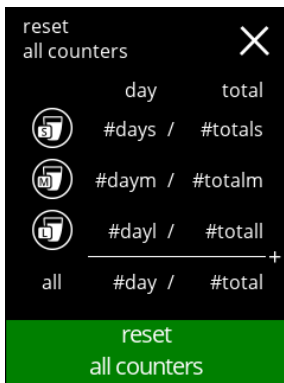 reset
all counters
day total
S #days / #totals
M #daym / #totalm
L #dayl / #totall
+
all #day / #total
reset
all counters